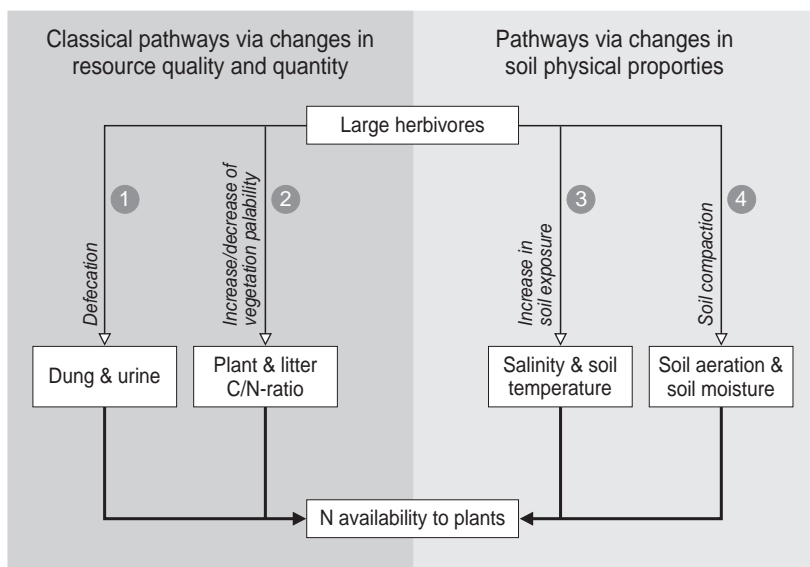 Classical pathways via changes in
resource quality and quantity
Pathways via changes in
soil physical proporties
Large herbivores
1
2
3
4
Defecation
Increase/decrease of
vegetation palability
Increase in
soil exposure
Soil compaction
Dung & urine
Plant & litter
C/N-ratio
Salinity & soil
temperature
Soil aeration &
soil moisture
N availability to plants